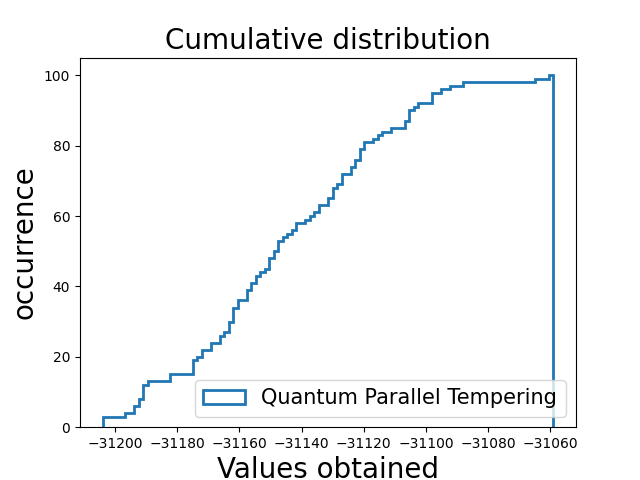 Cumulative distribution
occurrence
100
80
60
40
20
0
Quantum Parallel Tempering
−31200 −31180 −31160 −31140 −31120 −31100 −31080 −31060
Values obtained